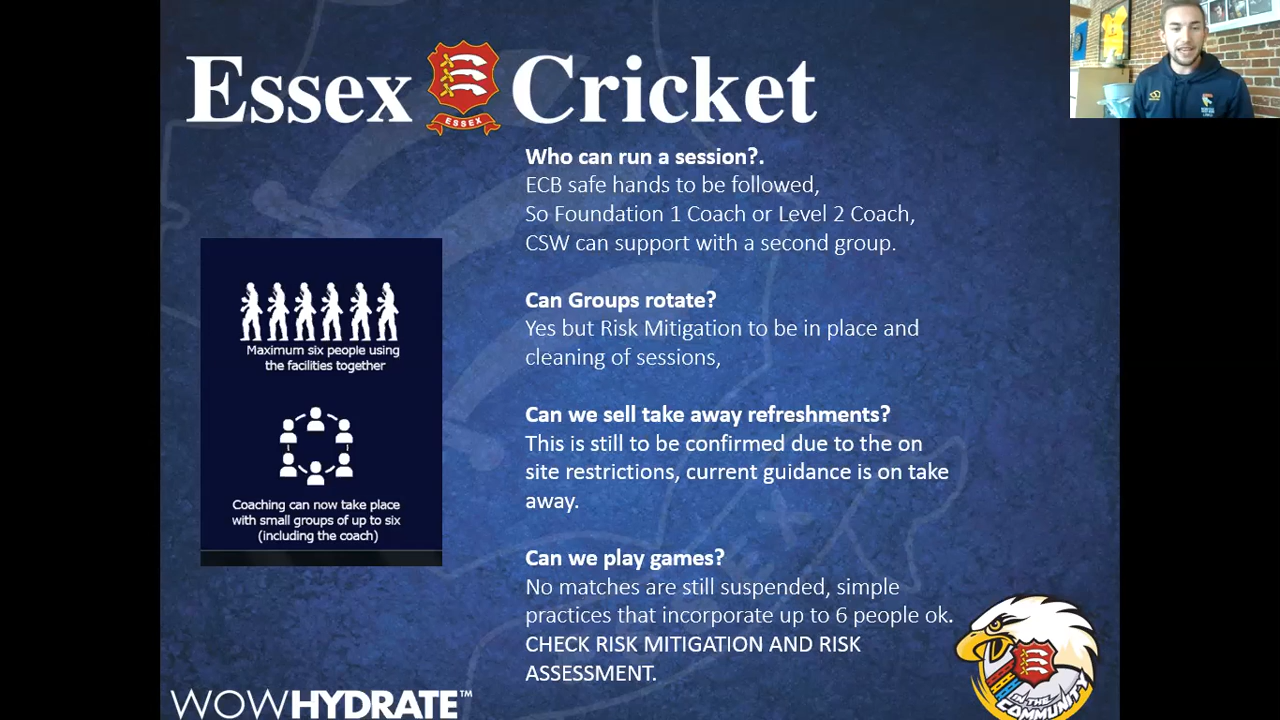 Essex Cricket
ESSEX
Who can run a session?.
ECB safe hands to be followed,
So Foundation 1 Coach or Level 2 Coach,
CSW can support with a second group.
Can Groups rotate?
Yes but Risk Mitigation to be in place and
cleaning of sessions,
Can we sell take away refreshments?
This is still to be confirmed due to the on
site restrictions, current guidance is on take
away.
Can we play games?
No matches are still suspended, simple
practices that incorporate up to 6 people ok.
CHECK RISK MITIGATION AND RISK
ASSESSMENT.
Maximum six people using
the facilities together
Coaching can now take place
with small groups of up to six
(including the coach)
WOWHYDRATE™
IN THE
COMMUNITY